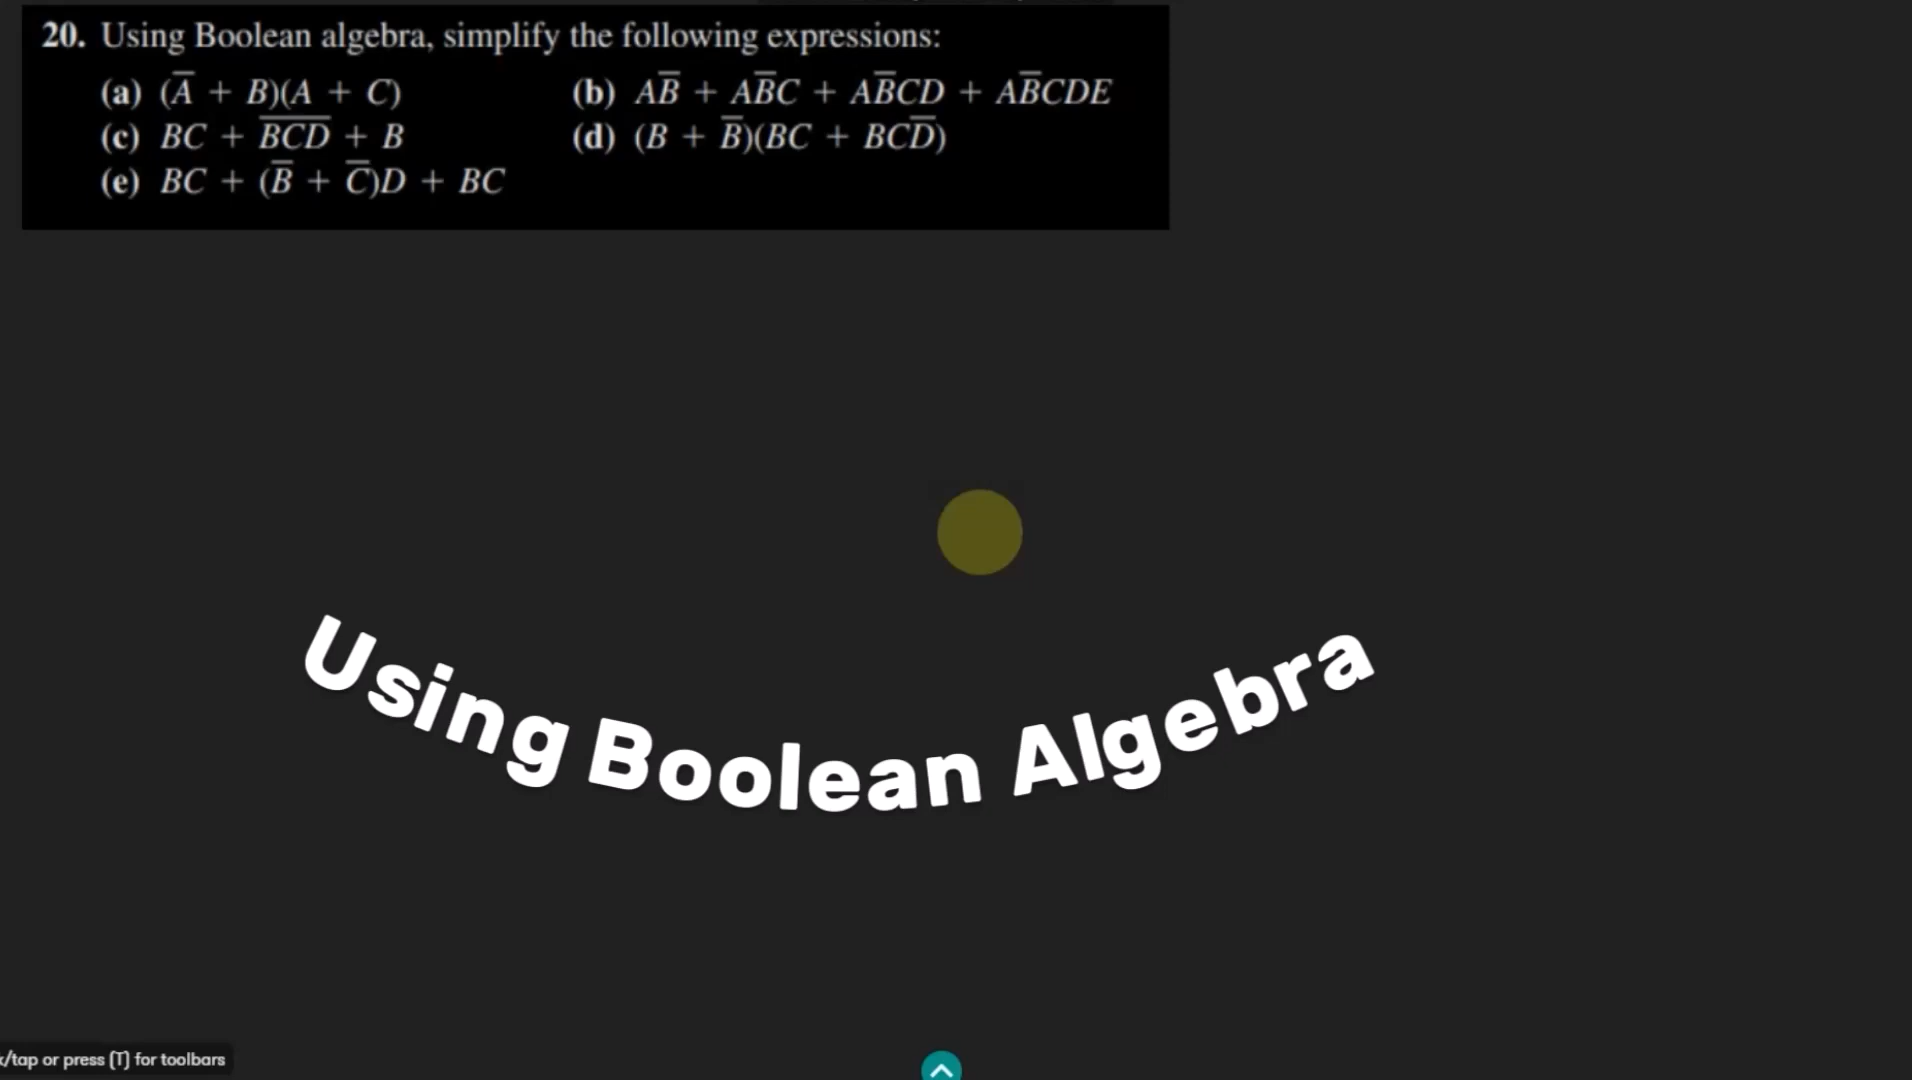 20. Using Boolean algebra, simplify the following expressions:
(a) (A̅ + B)(A + C) (b) AB̅ + AB̅C + AB̅CD + AB̅CDE
(c) BC + B̅C̅D̅ + B (d) (B + B̅)(BC + BCD̅)
(e) BC + (B̅ + C̅)D + BC
Using Boolean Algebra
/tap or press (T) for toolbars